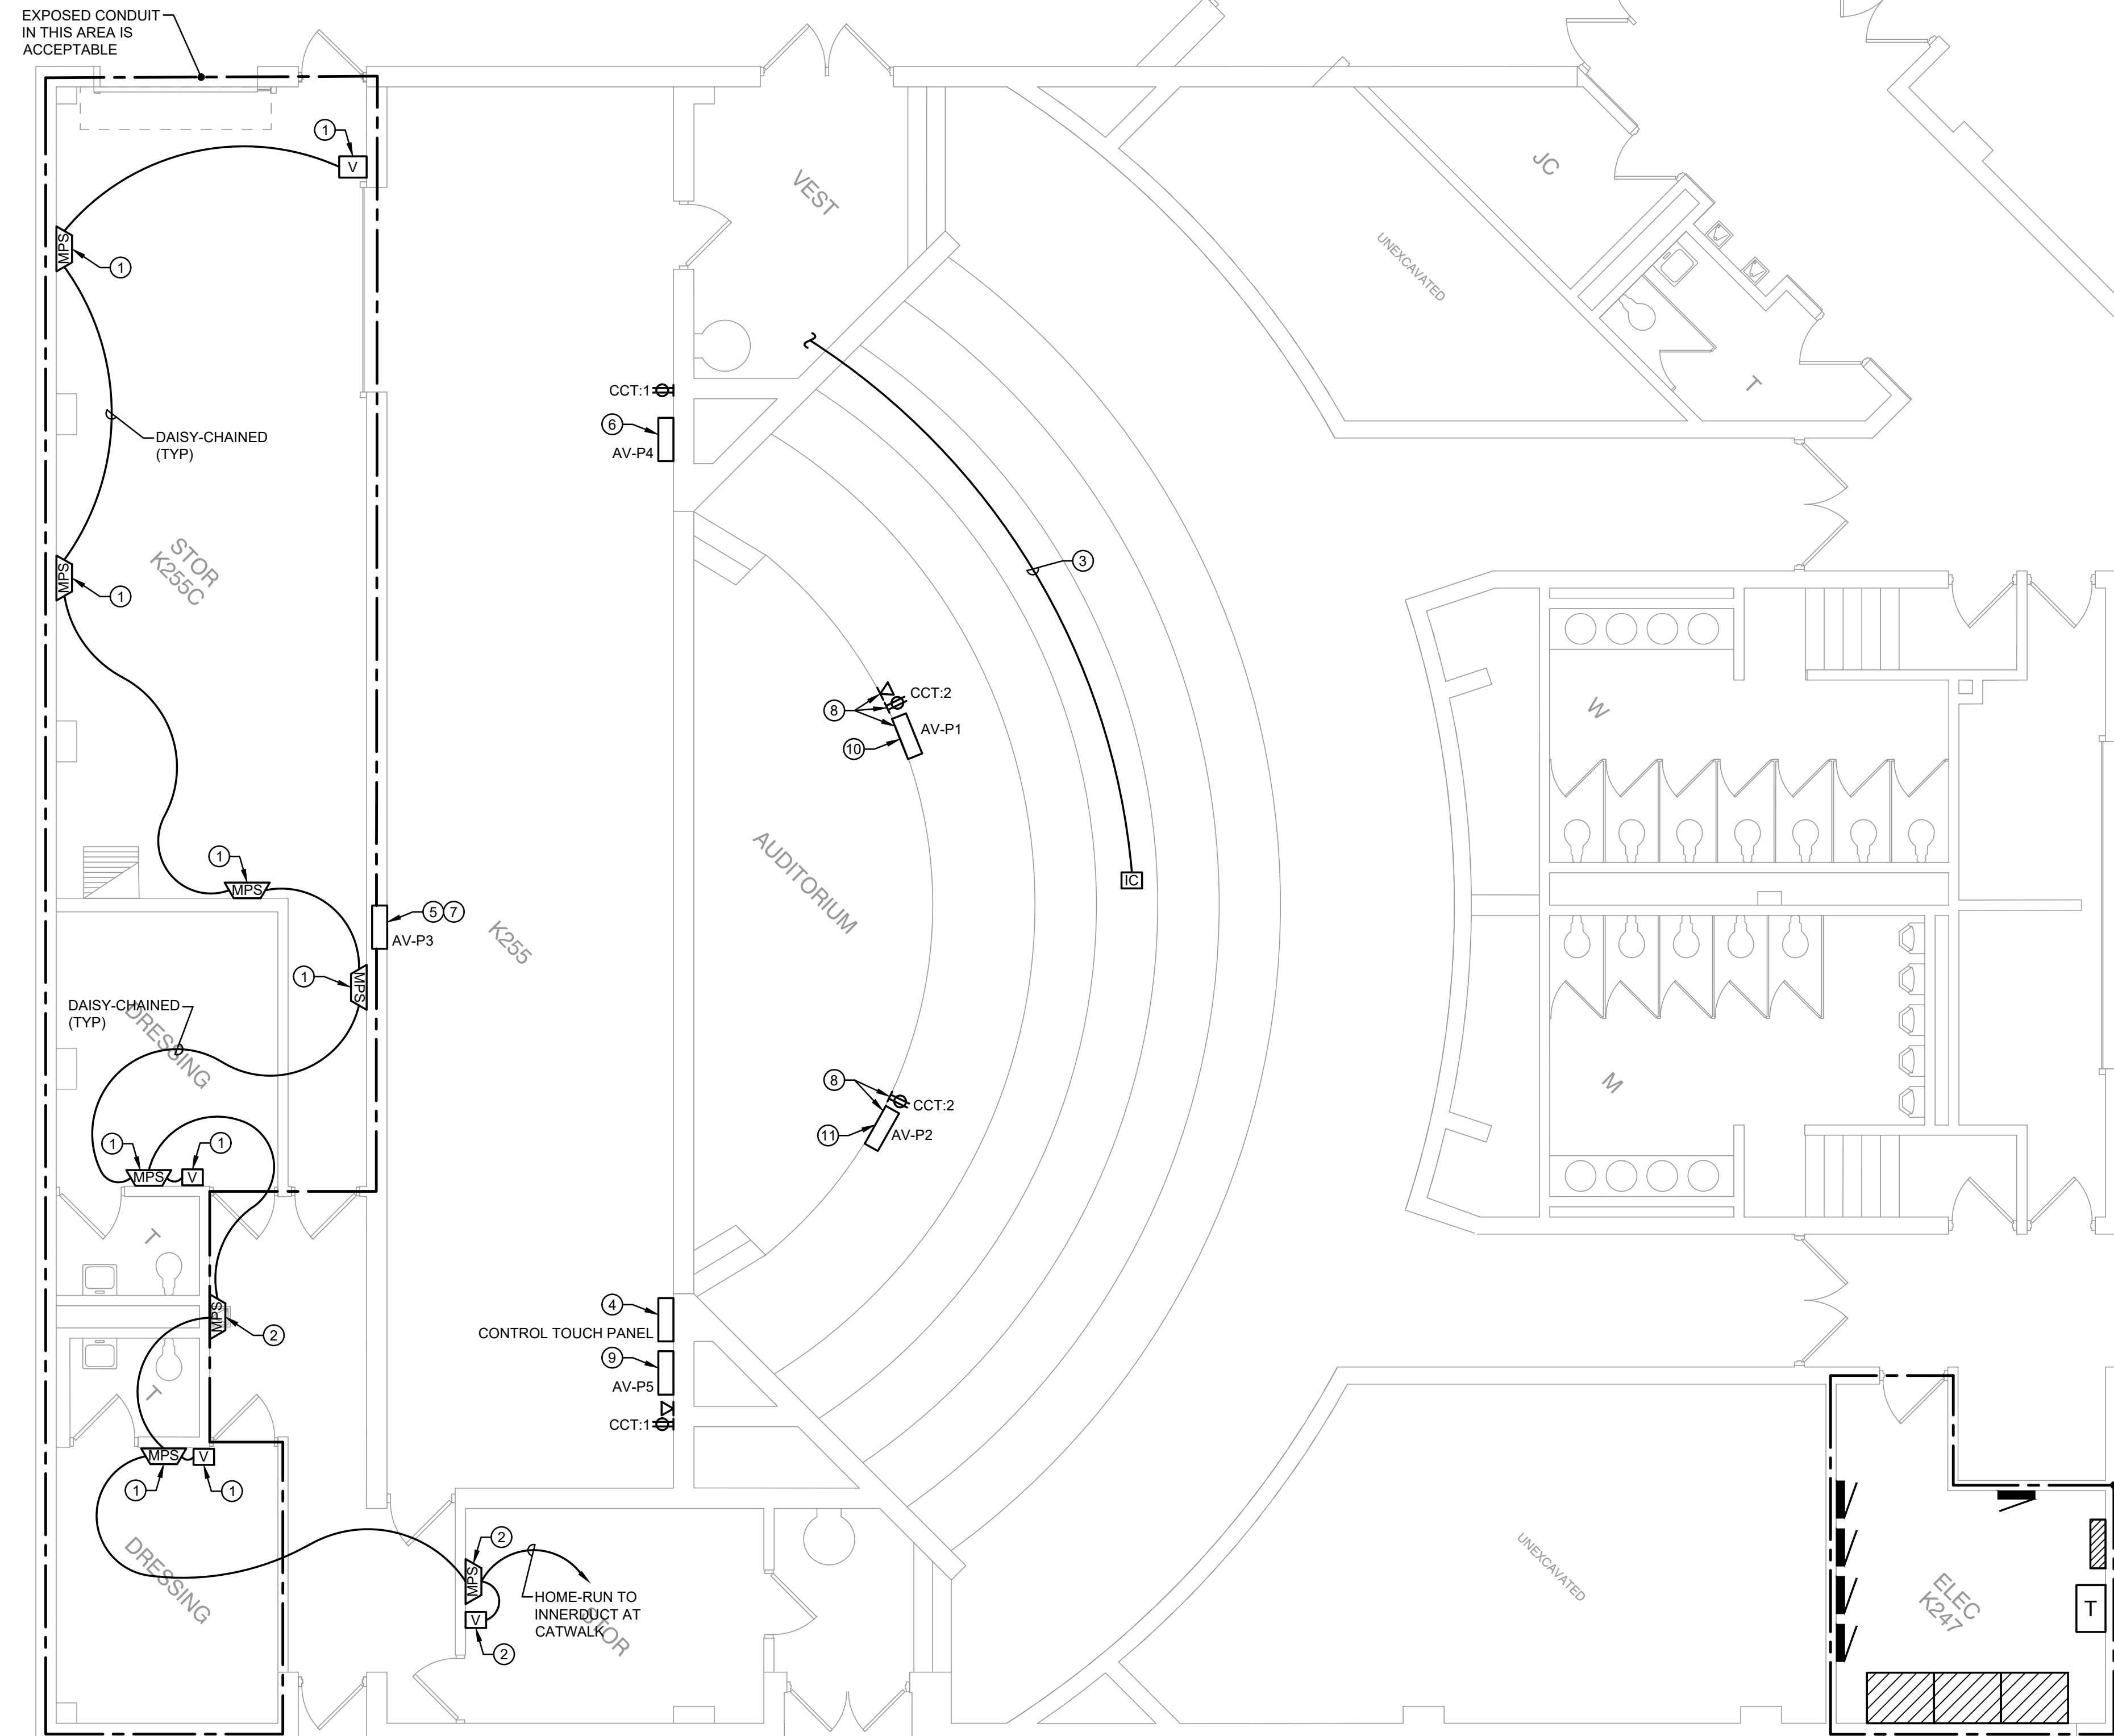 EXPOSED CONDUIT
IN THIS AREA IS
ACCEPTABLE
1
V
MPS
1
DAISY-CHAINED
(TYP)
MPS
1
STOR
K255C
1
MPS
5 7
AV-P3
1
MPS
DAISY-CHAINED
(TYP)
DRESSING
1
1
MPS
V
T
MPS
2
T
MPS
V
1
1
DRESSING
K255
CCT:1
6
AV-P4
4
CONTROL TOUCH PANEL
9
AV-P5
CCT:1
2
MPS
HOME-RUN TO
INNERDUCT AT
CATWALK
STOR
V
2
VEST
3
CCT:2
8
AV-P1
10
AUDITORIUM
IC
8
CCT:2
11
AV-P2
UNEXCAVATED
JC
T
W
M
UNEXCAVATED
ELEC
K247
T